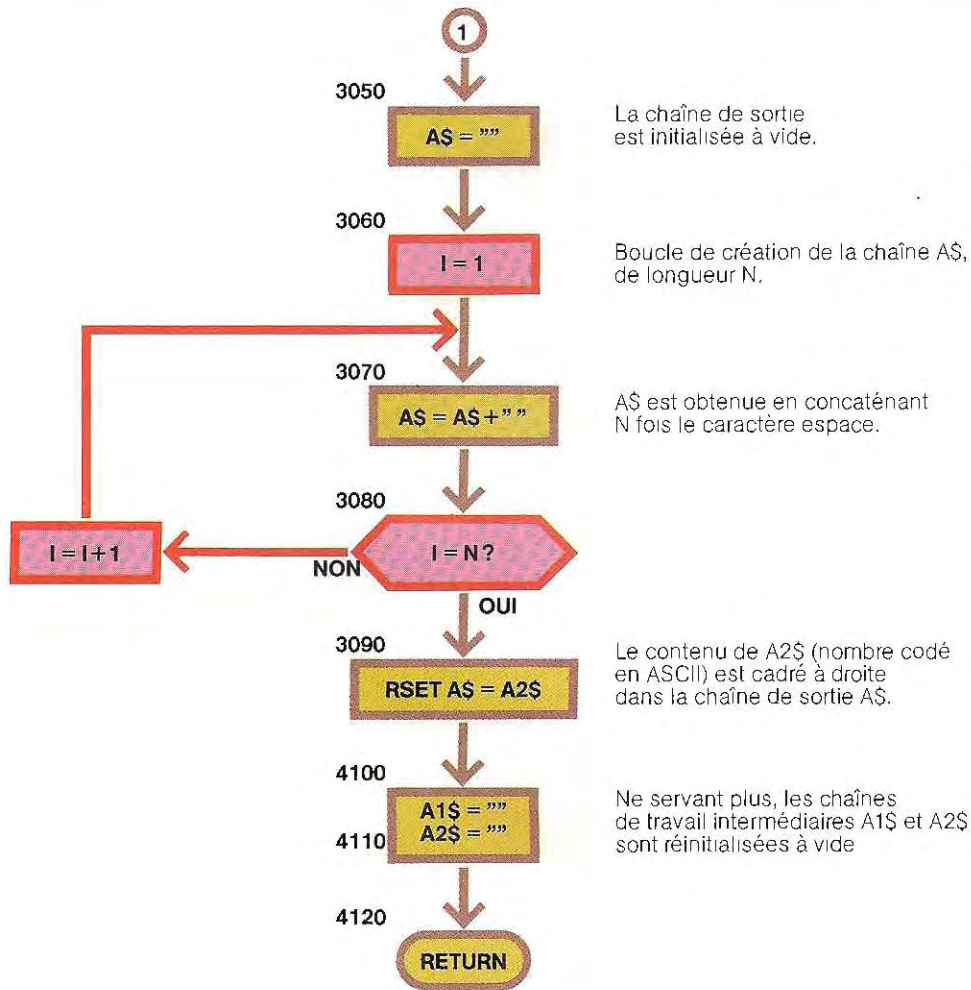 1
3050
A$ = ””
La chaîne de sortie
est initialisée à vide.
3060
I = 1
Boucle de création de la chaîne A$,
de longueur N.
3070
A$ = A$+” ”
A$ est obtenue en concaténant
N fois le caractère espace.
3080
I = I+1
I = N?
NON
OUI
3090
RSET A$ = A2$
Le contenu de A2$ (nombre codé
en ASCII) est cadré à droite
dans la chaîne de sortie A$.
4100
A1$ = ””
4110
A2$ = ””
Ne servant plus, les chaînes
de travail intermédiaires A1$ et A2$
sont réinitialisées à vide
4120
RETURN